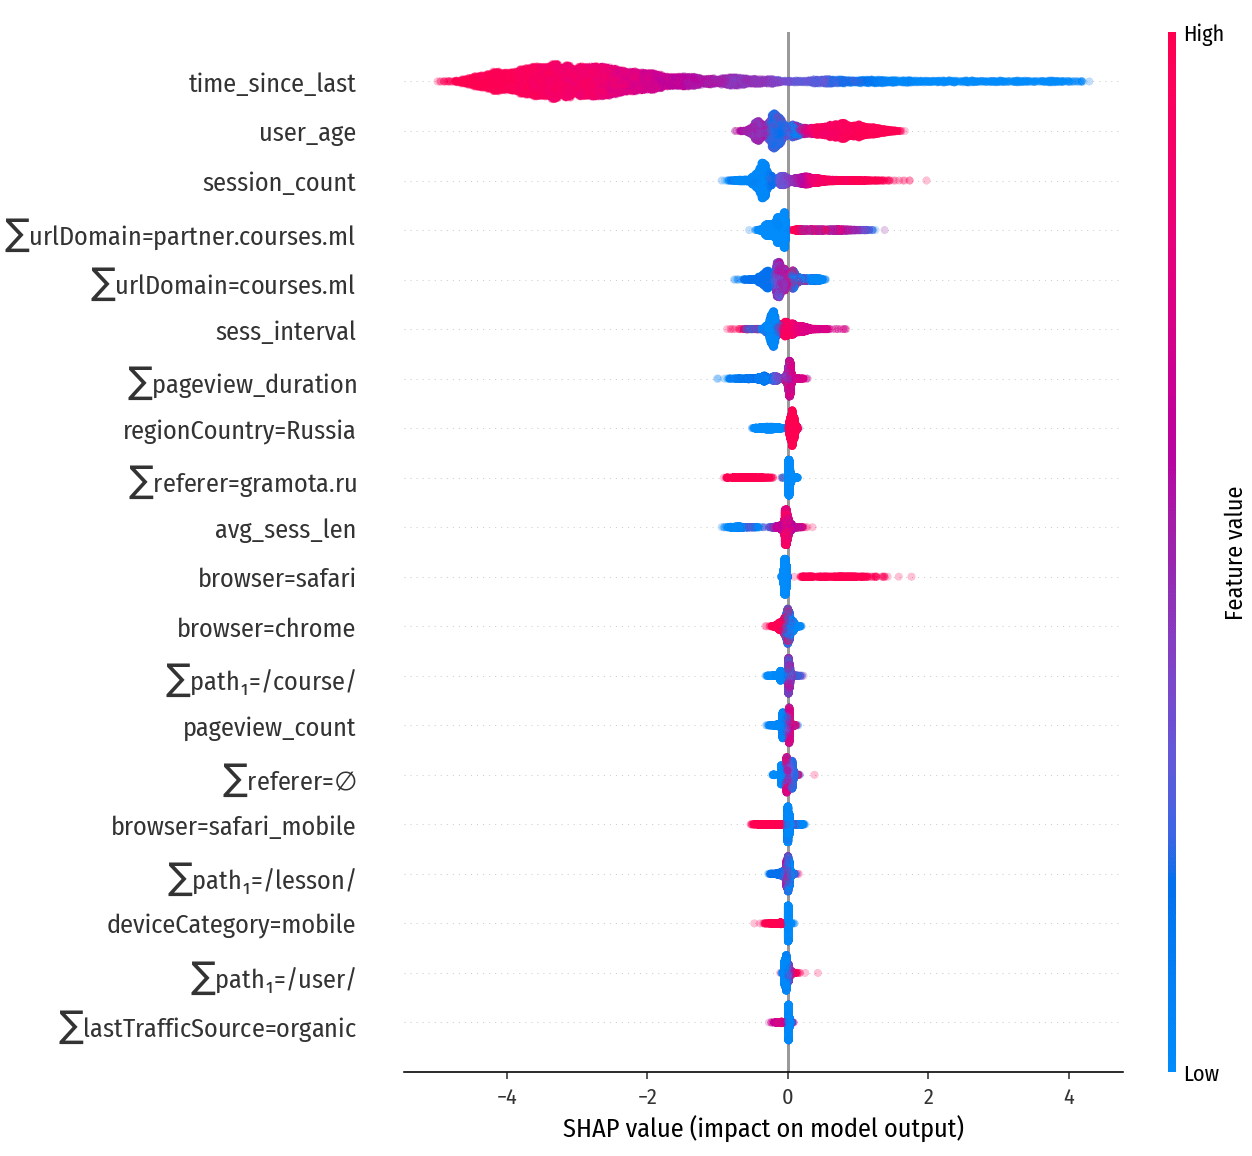 High
time_since_last
user_age
session_count
∑urlDomain=partner.courses.ml
∑urlDomain=courses.ml
sess_interval
∑pageview_duration
regionCountry=Russia
∑referer=gramota.ru
avg_sess_len
browser=safari
browser=chrome
∑path₁=/course/
pageview_count
∑referer=∅
browser=safari_mobile
∑path₁=/lesson/
deviceCategory=mobile
∑path₁=/user/
∑lastTrafficSource=organic
Feature value
Low
−4 −2 0 2 4
SHAP value (impact on model output)